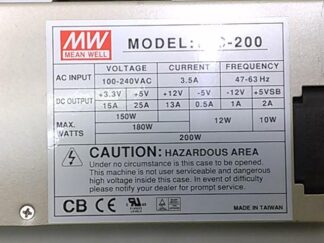 MW
MEAN WELL
MODEL: -200
VOLTAGE CURRENT FREQUENCY
AC INPUT 100-240VAC 3.5A 47-63 Hz
DC OUTPUT +3.3V +5V +12V -5V -12V +5VSB
15A 25A 13A 0.5A 1A 2A
MAX. WATTS 150W 12W 10W
180W
200W
CAUTION: HAZARDOUS AREA
Under no circumstance is this cap. to be opened.
This machine is not user serviceable and dangerous
high voltage inside this case. In event of difficulty
please notify your dealer for prompt service.
CB CE MADE IN TAIWAN